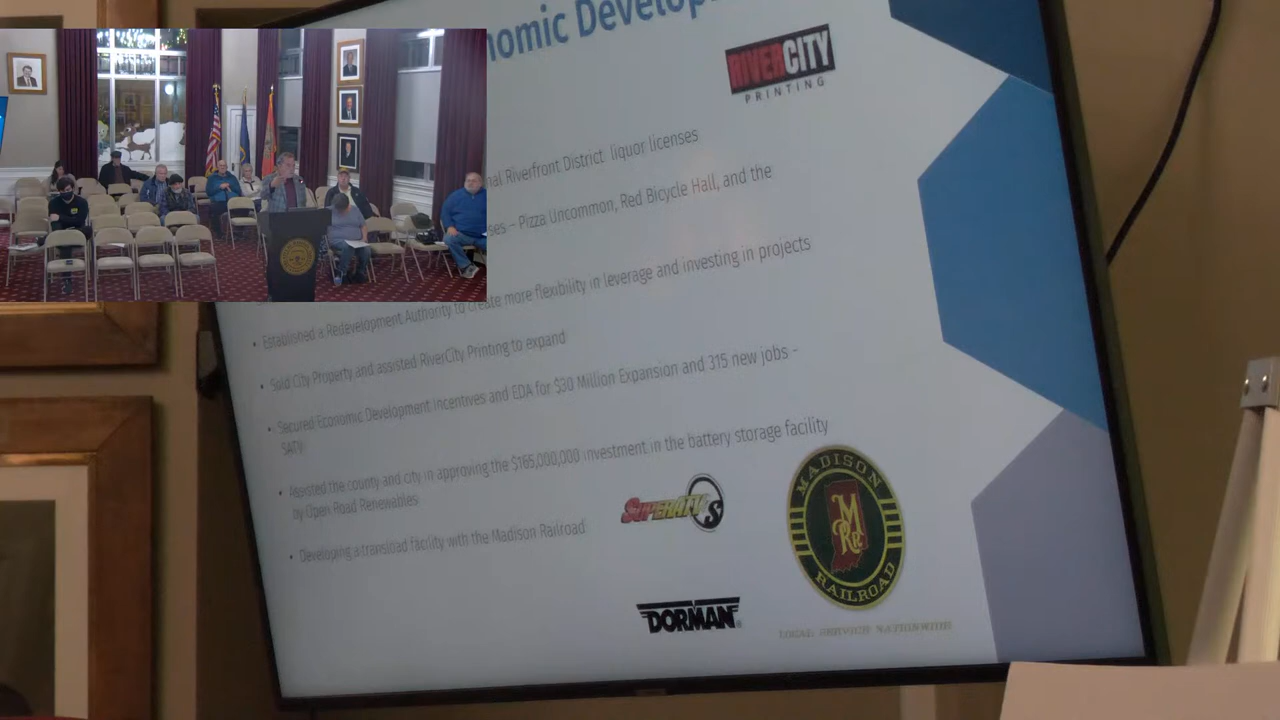 nomic Develop
RIVERCITY
PRINTING
nal Riverfront District liquor licenses
ses – Pizza Uncommon, Red Bicycle Hall, and the
• Established a Redevelopment Authority to create more flexibility in leverage and investing in projects
• Sold City Property and assisted RiverCity Printing to expand
• Secured Economic Development incentives and EDA for $30 Million Expansion and 315 new jobs –
SATV
• Assisted the county and city in approving the $165,000,000 investment in the battery storage facility
by Open Road Renewables
• Developing a transload facility with the Madison Railroad
SUPERATV'S
MADISON
M
RR
RAILROAD
DORMAN
LOCAL SERVICE NATIONWIDE